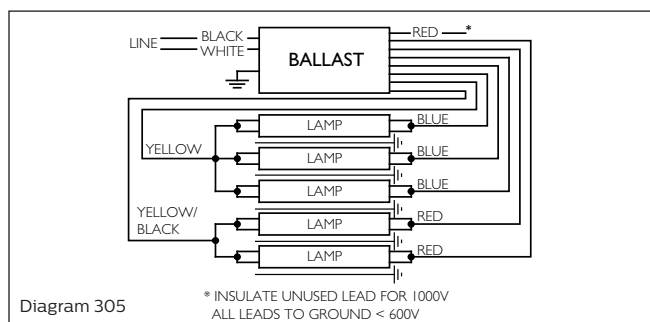 BLACK
RED *
LINE
WHITE
BALLAST
LAMP
BLUE
YELLOW
LAMP
BLUE
LAMP
BLUE
YELLOW/
BLACK
LAMP
RED
LAMP
RED
* INSULATE UNUSED LEAD FOR 1000V
ALL LEADS TO GROUND < 600V
Diagram 305